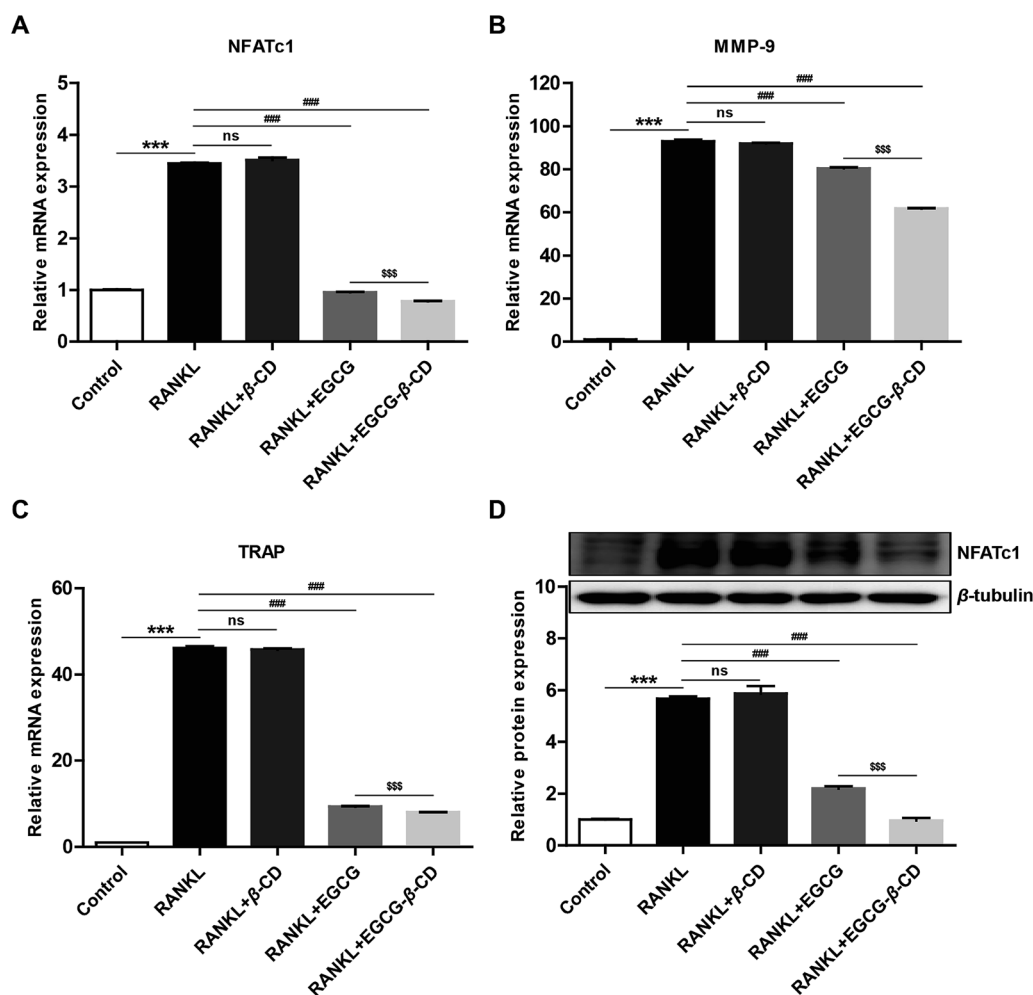 A
NFATc1
Relative mRNA expression
5
4
3
2
1
0
***
ns
###
###
$$$
Control
RANKL
RANKL+β-CD
RANKL+EGCG
RANKL+EGCG-β-CD
B
MMP-9
Relative mRNA expression
120
100
80
60
40
20
0
***
ns
###
###
$$$
Control
RANKL
RANKL+β-CD
RANKL+EGCG
RANKL+EGCG-β-CD
C
TRAP
Relative mRNA expression
60
40
20
0
***
ns
###
###
$$$
Control
RANKL
RANKL+β-CD
RANKL+EGCG
RANKL+EGCG-β-CD
D
NFATc1
β-tubulin
Relative protein expression
10
8
6
4
2
0
***
ns
###
###
$$$
Control
RANKL
RANKL+β-CD
RANKL+EGCG
RANKL+EGCG-β-CD